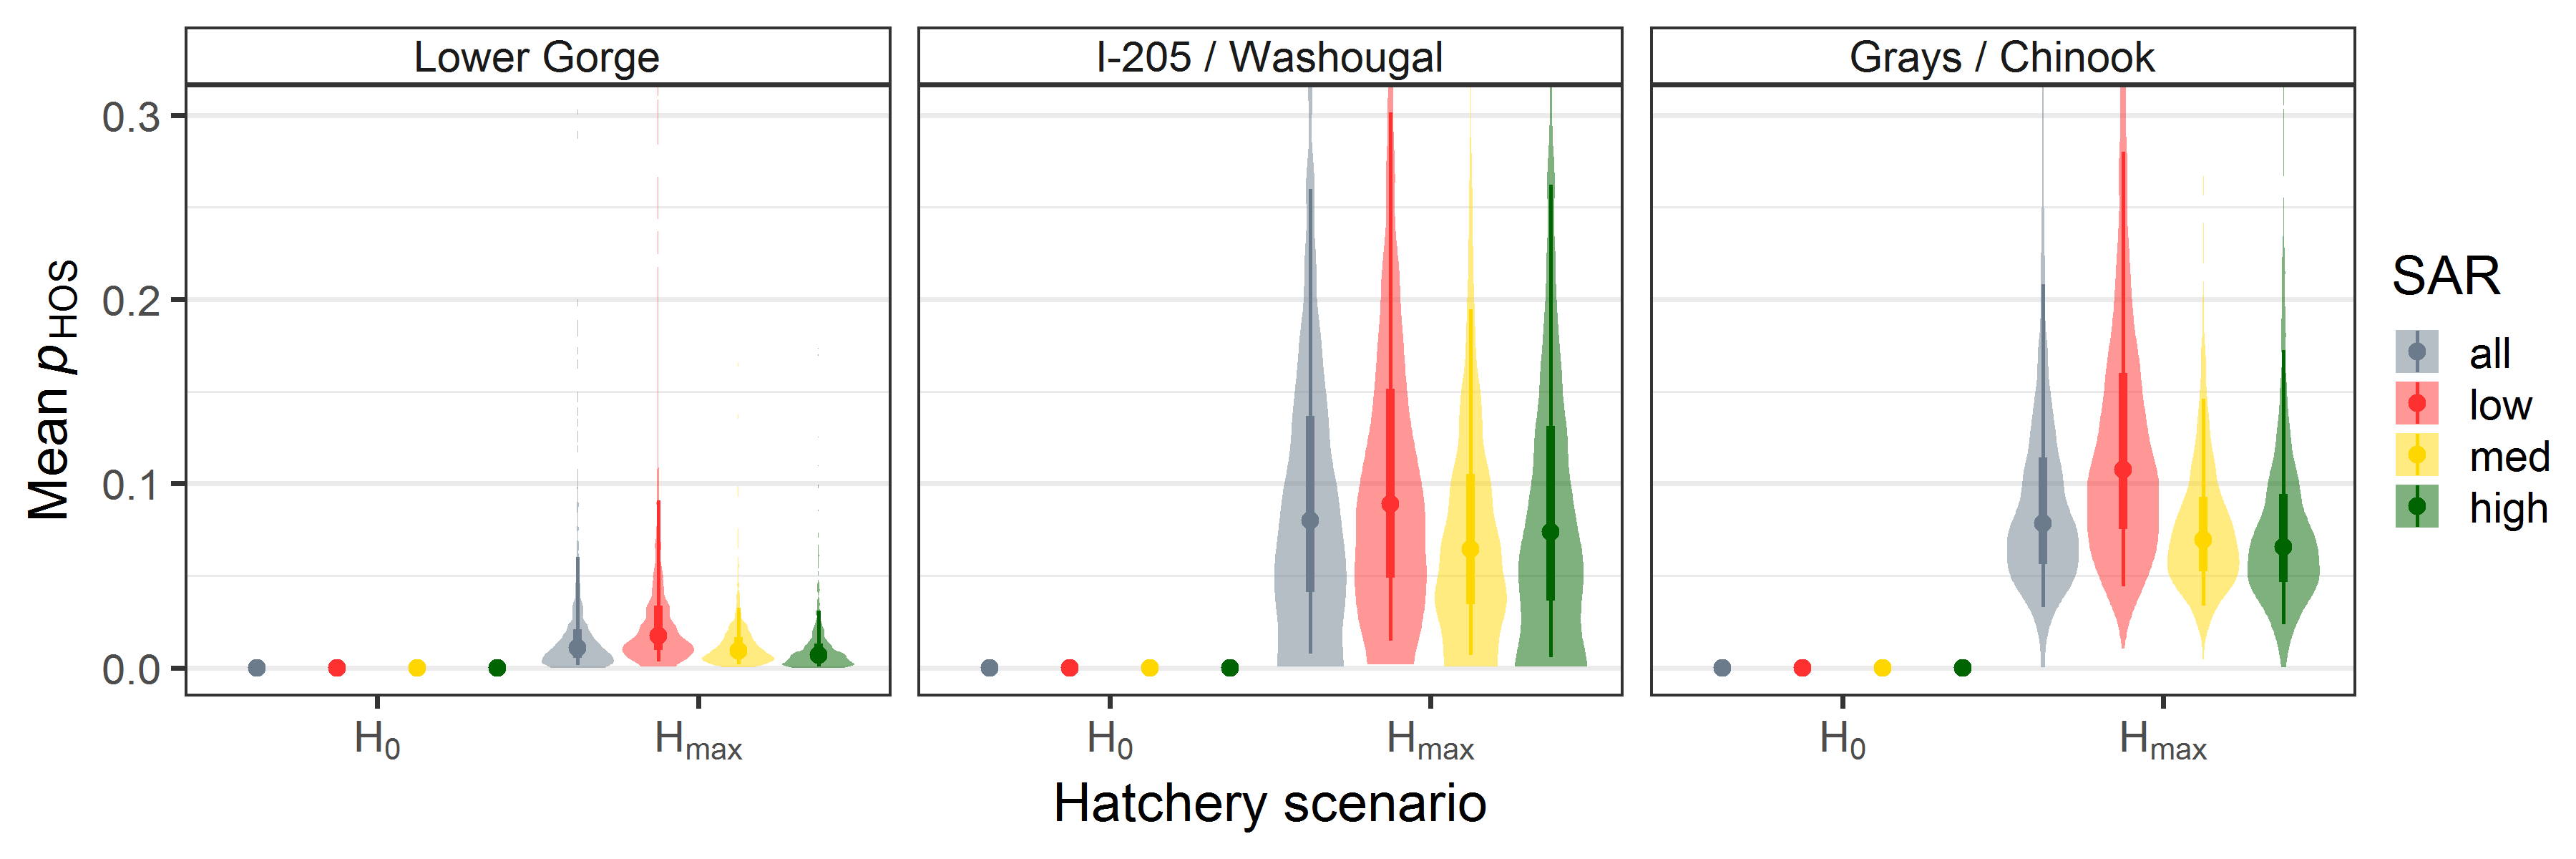 Lower Gorge
I-205 / Washougal
Grays / Chinook
Mean pHOS
0.3
0.2
0.1
0.0
H0
Hmax
H0
Hmax
H0
Hmax
Hatchery scenario
SAR
all
low
med
high